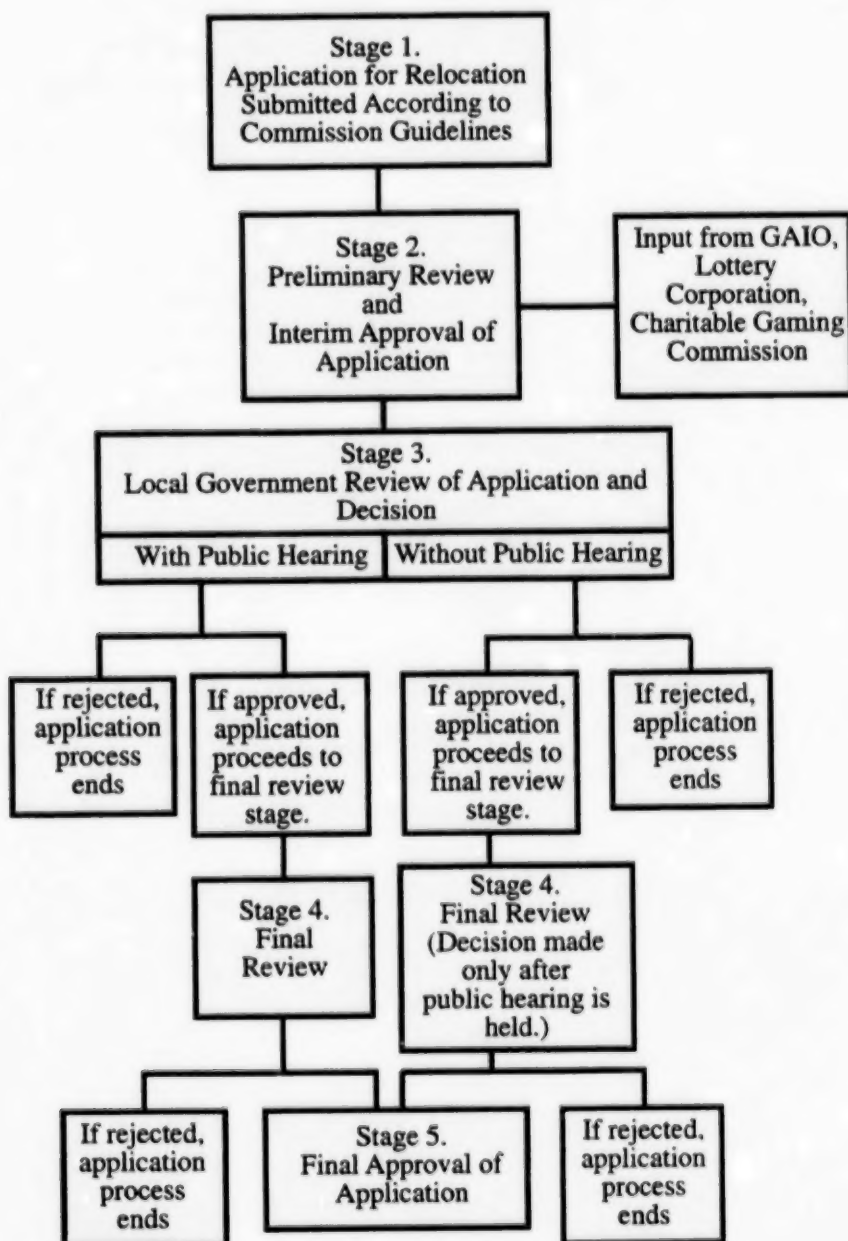 Stage 1.
Application for Relocation
Submitted According to
Commission Guidelines
Stage 2.
Preliminary Review
and
Interim Approval of
Application
Input from GAIO,
Lottery
Corporation,
Charitable Gaming
Commission
Stage 3.
Local Government Review of Application and
Decision
With Public Hearing
Without Public Hearing
If rejected,
application
process
ends
If approved,
application
proceeds to
final review
stage.
If approved,
application
proceeds to
final review
stage.
If rejected,
application
process
ends
Stage 4.
Final
Review
Stage 4.
Final Review
(Decision made
only after
public hearing is
held.)
If rejected,
application
process
ends
Stage 5.
Final Approval of
Application
If rejected,
application
process
ends